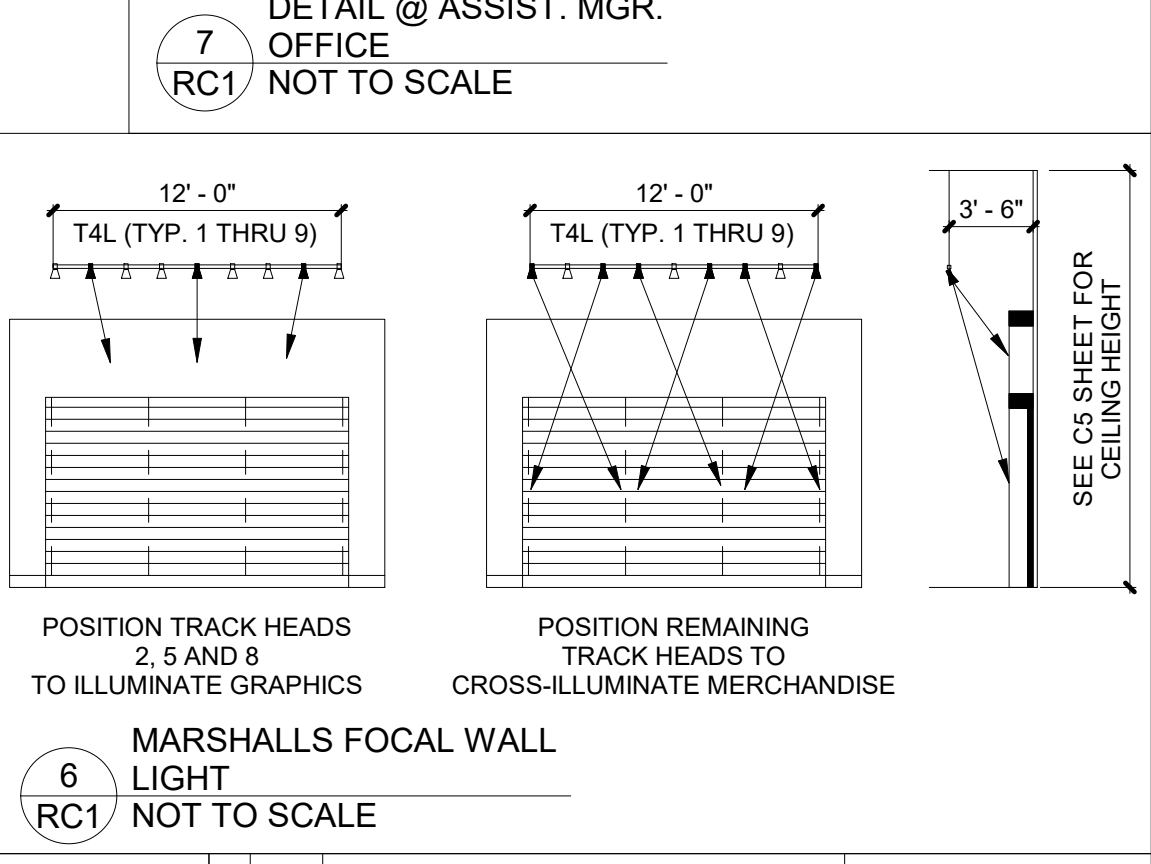 DETAIL @ ASSIST. MGR.
OFFICE
7
RC1
NOT TO SCALE
12' - 0"
T4L (TYP. 1 THRU 9)
12' - 0"
T4L (TYP. 1 THRU 9)
3' - 6"
SEE C5 SHEET FOR
CEILING HEIGHT
POSITION TRACK HEADS
2, 5 AND 8
TO ILLUMINATE GRAPHICS
POSITION REMAINING
TRACK HEADS TO
CROSS-ILLUMINATE MERCHANDISE
MARSHALLS FOCAL WALL
LIGHT
6
RC1
NOT TO SCALE